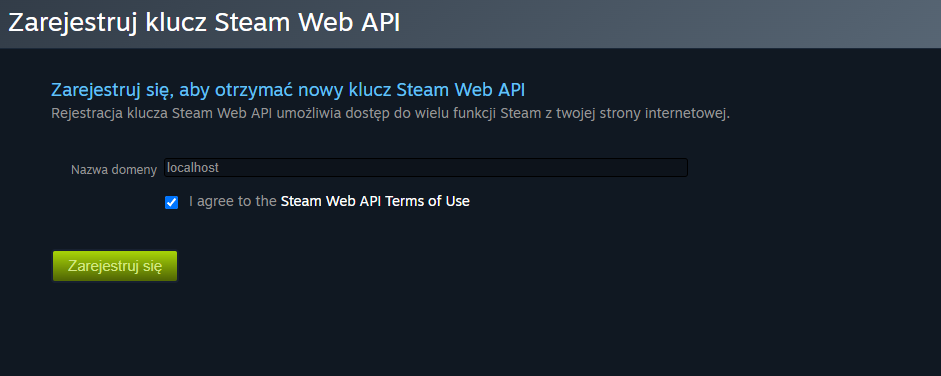 Zarejestruj klucz Steam Web API
Zarejestruj się, aby otrzymać nowy klucz Steam Web API
Rejestracja klucza Steam Web API umożliwia dostęp do wielu funkcji Steam z twojej strony internetowej.
Nazwa domeny localhost
I agree to the Steam Web API Terms of Use
Zarejestruj się